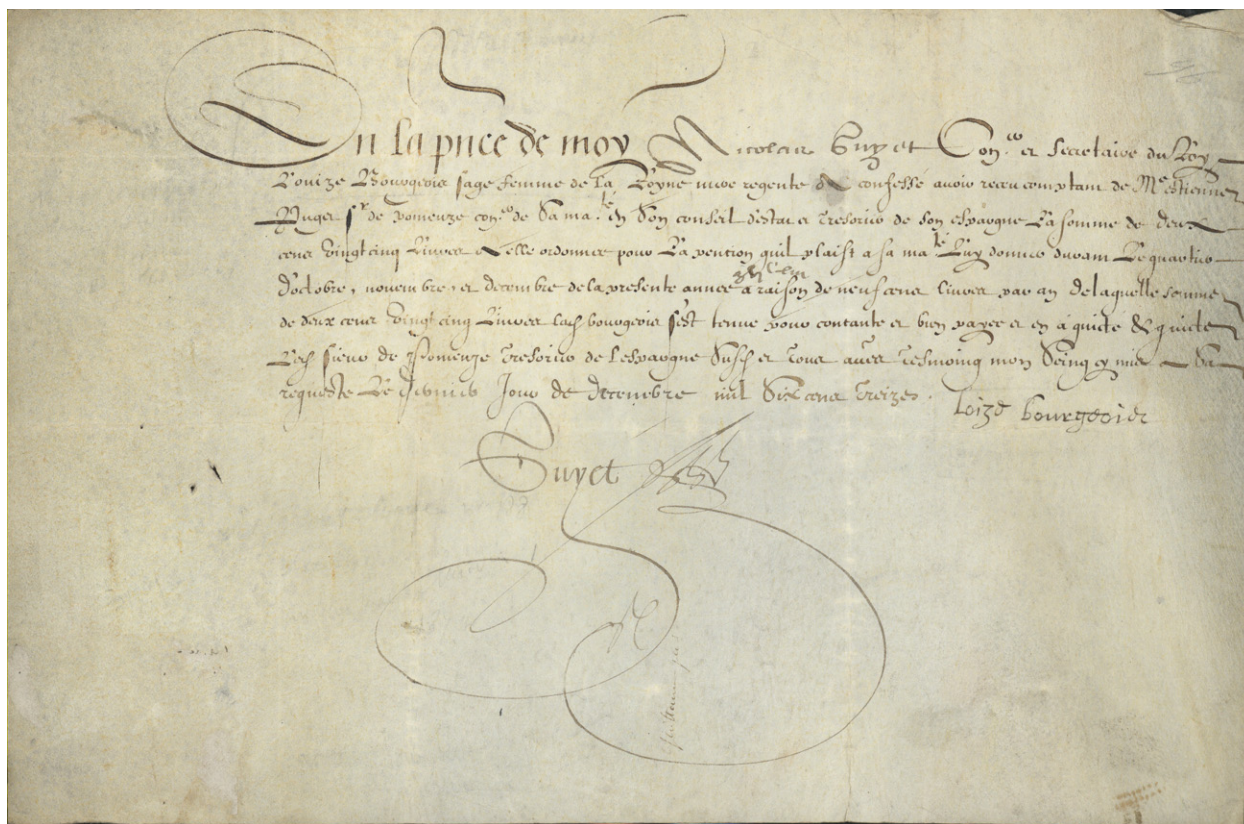 En la pnce de moy Nicolas Guyet Con.er et Secretaire du Roy
Louize Bourgeois sage femme de la Royne mere regente a confessé avoir receu comptant de Me Estienne
Puget sr de pomeuze con.er de Sa ma.té en Son conseil destat et Tresorier de son espargne La somme de deux
cens vingt cinq Livres a elle ordonnee pour La pention quil plaist a sa ma.té Luy donner durant Le quartier
d'octobre, novembre, et decembre de la presente annee a raison de neuf cens livres par an de laquelle somme
de deux cens vingt cinq Livres lad bourgeois sest tenue pour contante et bien payee et en a quicté & quicte
Led sieur de Pomeuze Tresorier de Lespargne Susd et Tous aues Tesmoing mon Seing cy mis a Sa
requeste Le jour de decembre mil Six cens Treize.
Loize bourgeois
Guyet